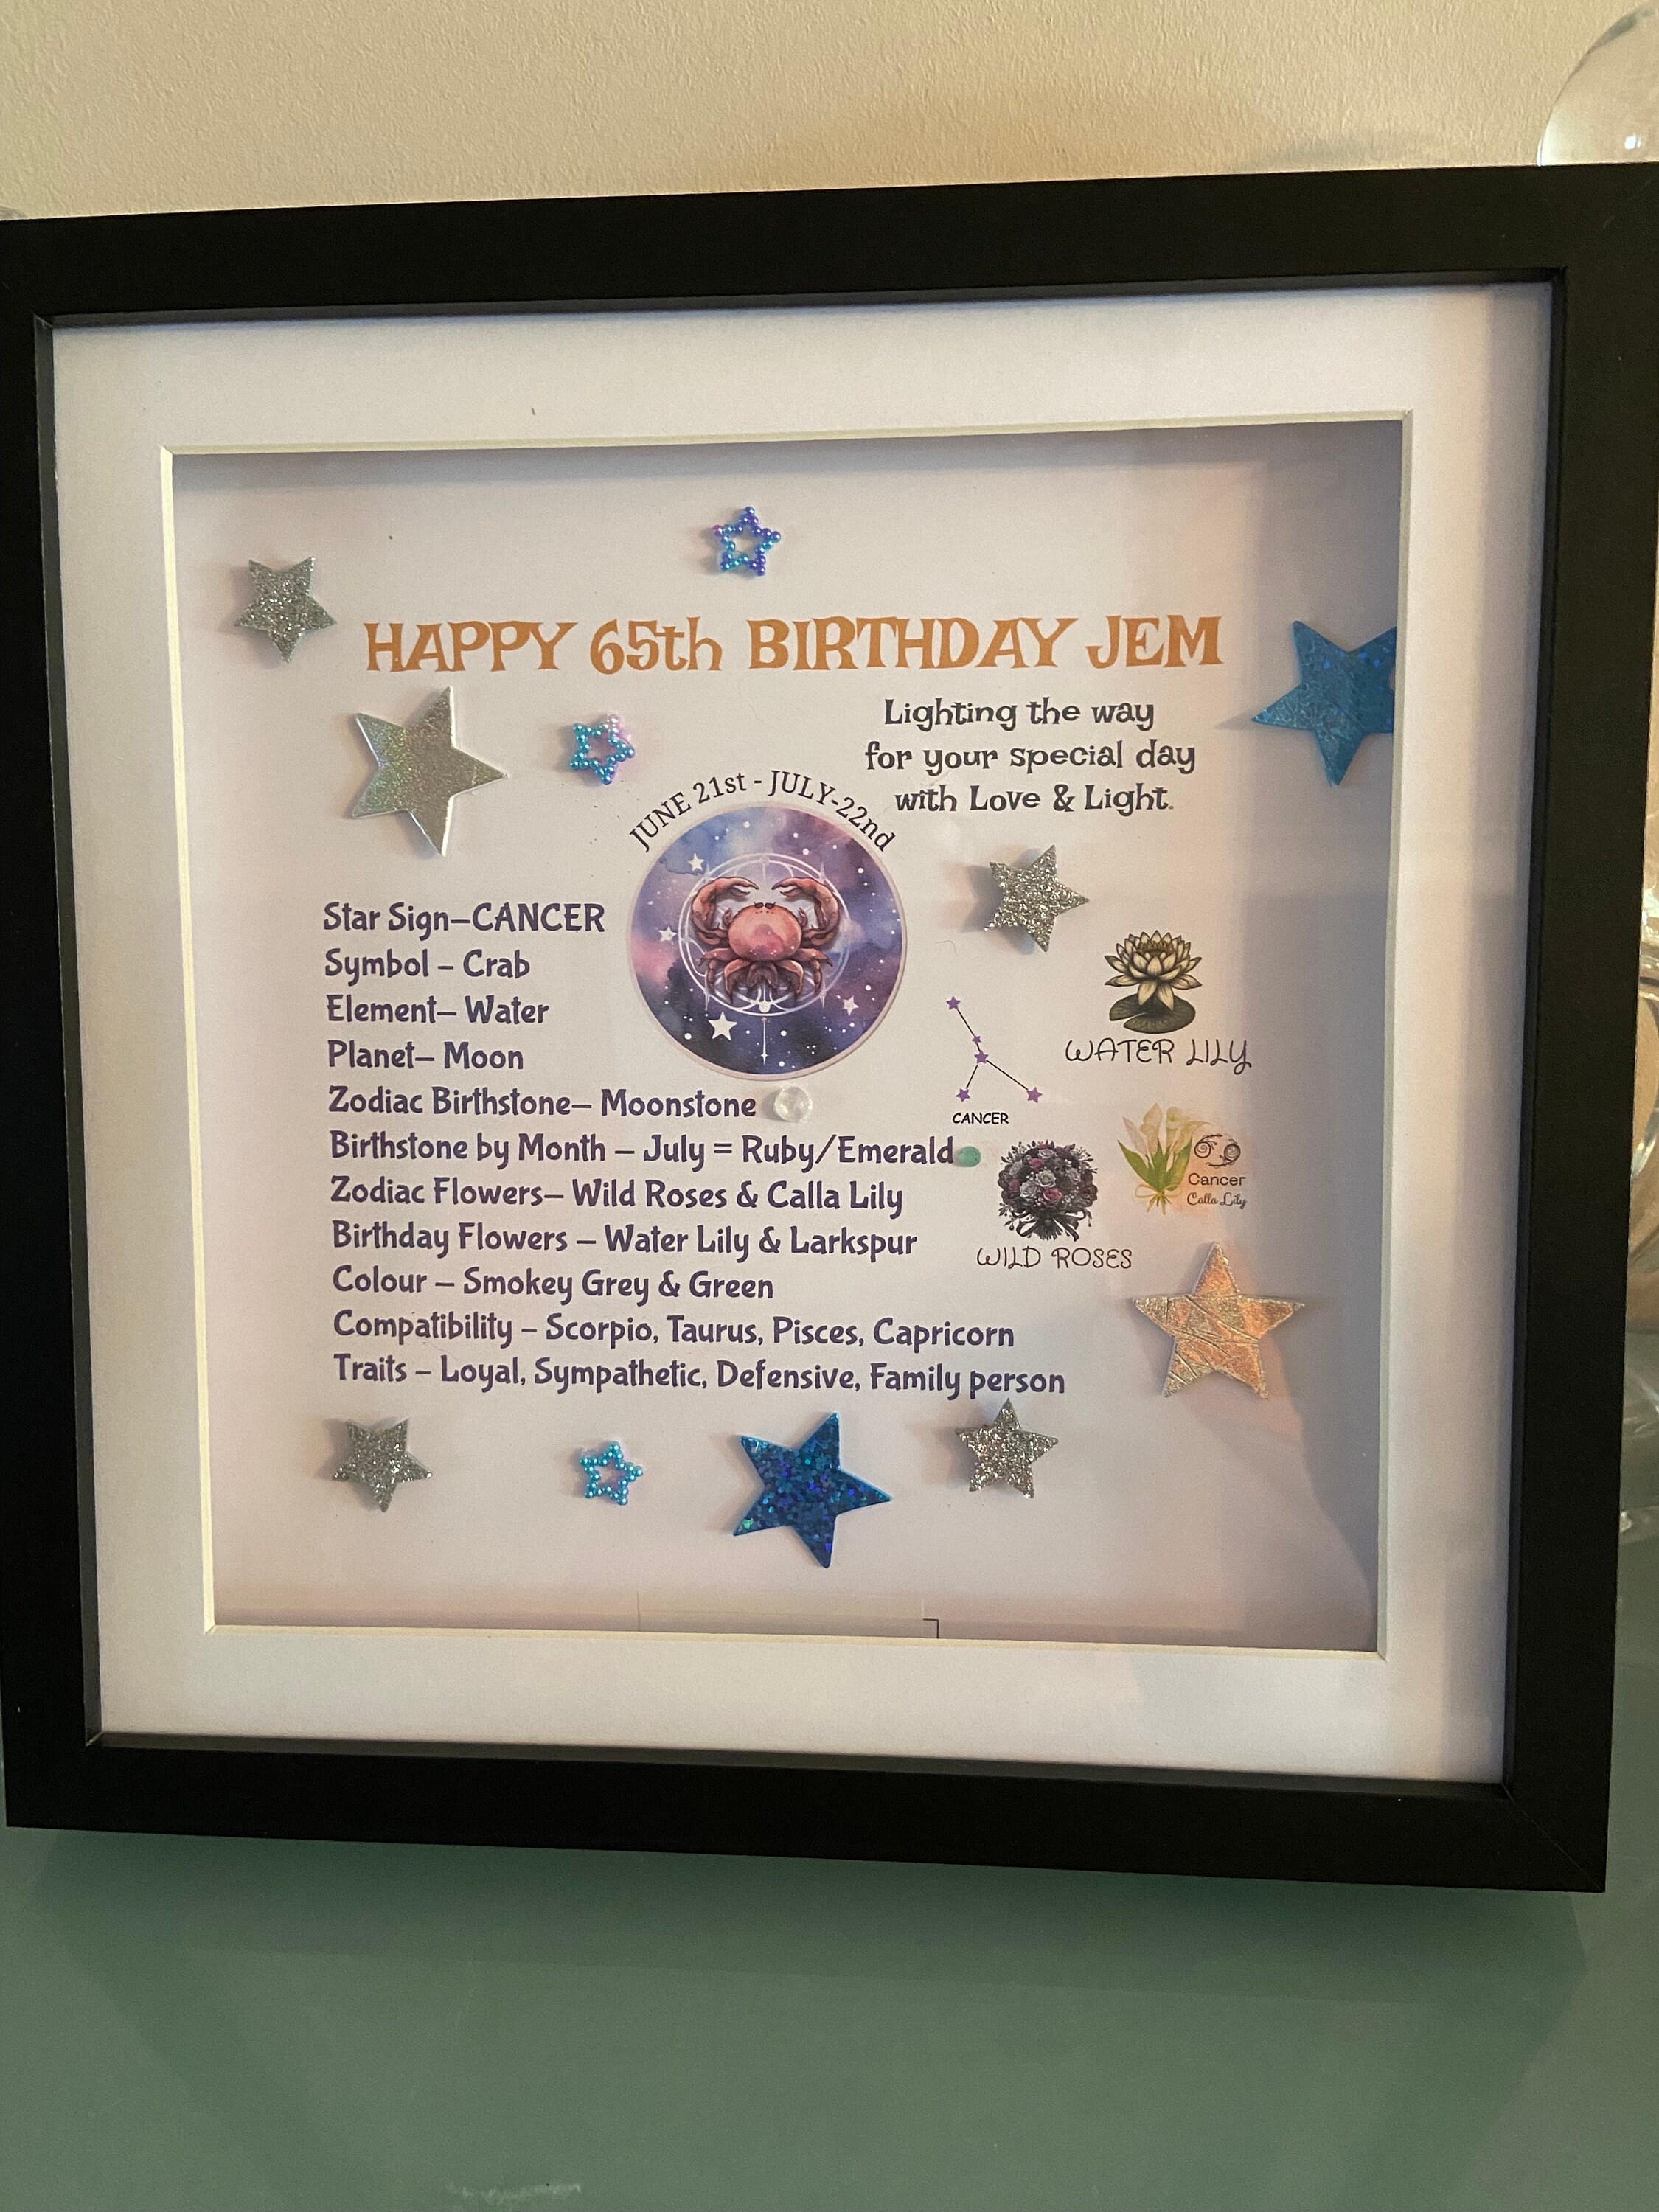 HAPPY 65th BIRTHDAY JEM
Lighting the way
for your special day
with Love & Light.
JUNE 21st - JULY-22nd
Star Sign–CANCER
Symbol – Crab
Element– Water
Planet– Moon
Zodiac Birthstone– Moonstone
Birthstone by Month – July = Ruby/Emerald
Zodiac Flowers– Wild Roses & Calla Lily
Birthday Flowers – Water Lily & Larkspur
Colour – Smokey Grey & Green
Compatibility – Scorpio, Taurus, Pisces, Capricorn
Traits – Loyal, Sympathetic, Defensive, Family person
WATER LILY
CANCER
Cancer
Calla Lily
WILD ROSES